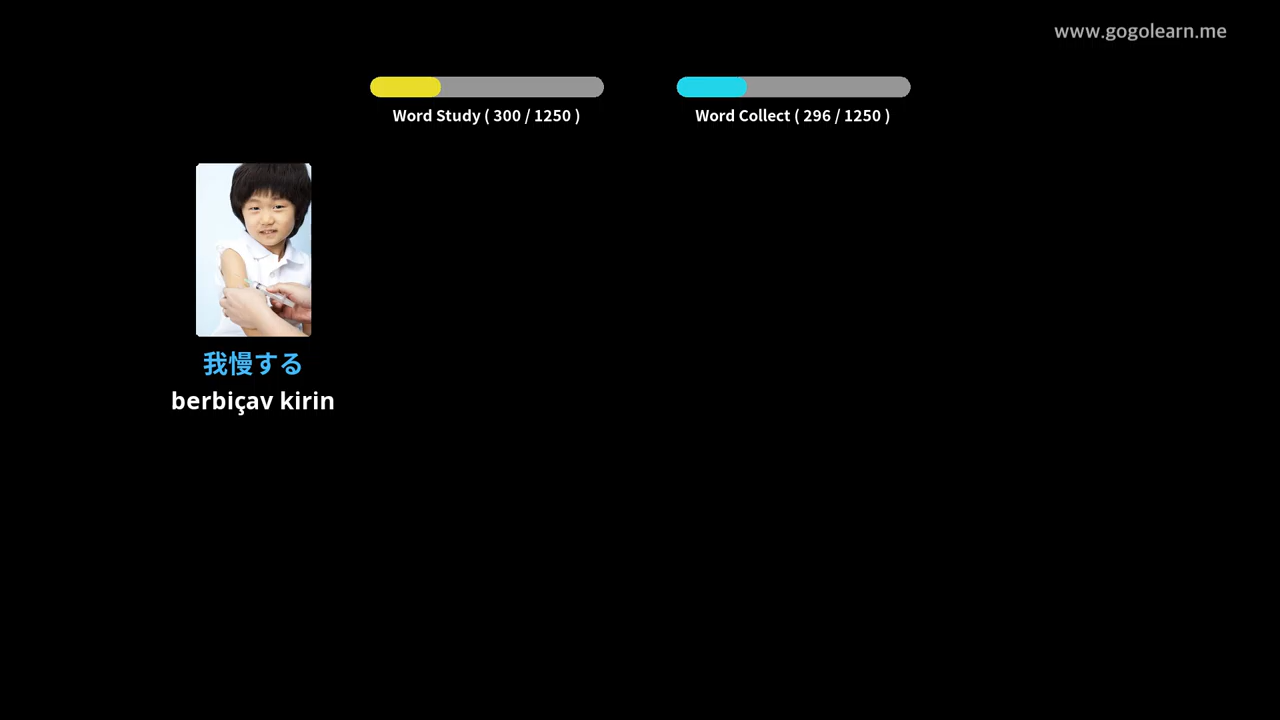 www.gogolearn.me
Word Study ( 300 / 1250 )
Word Collect ( 296 / 1250 )
我慢する
berbiçav kirin